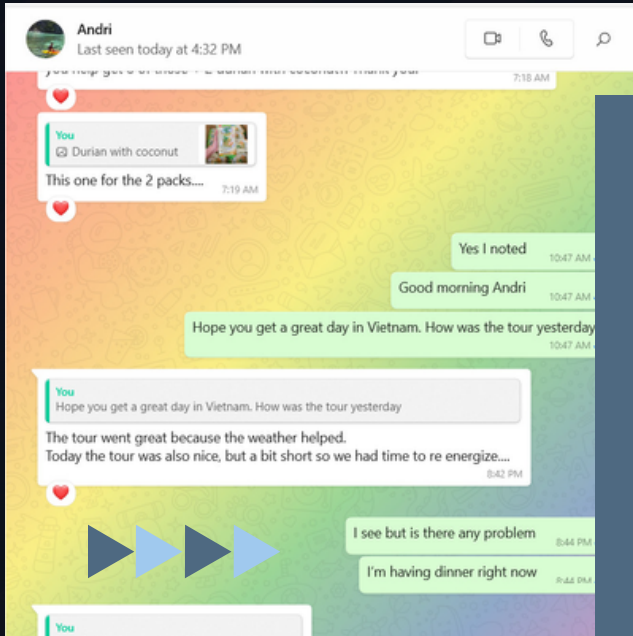 Andri
Last seen today at 4:32 PM
7:18 AM
You
Durian with coconut
This one for the 2 packs....
7:19 AM
Yes I noted
10:47 AM
Good morning Andri
10:47 AM
Hope you get a great day in Vietnam. How was the tour yesterday
10:47 AM
You
Hope you get a great day in Vietnam. How was the tour yesterday
The tour went great because the weather helped.
Today the tour was also nice, but a bit short so we had time to re energize....
8:42 PM
I see but is there any problem
8:44 PM
I'm having dinner right now
8:44 PM
You